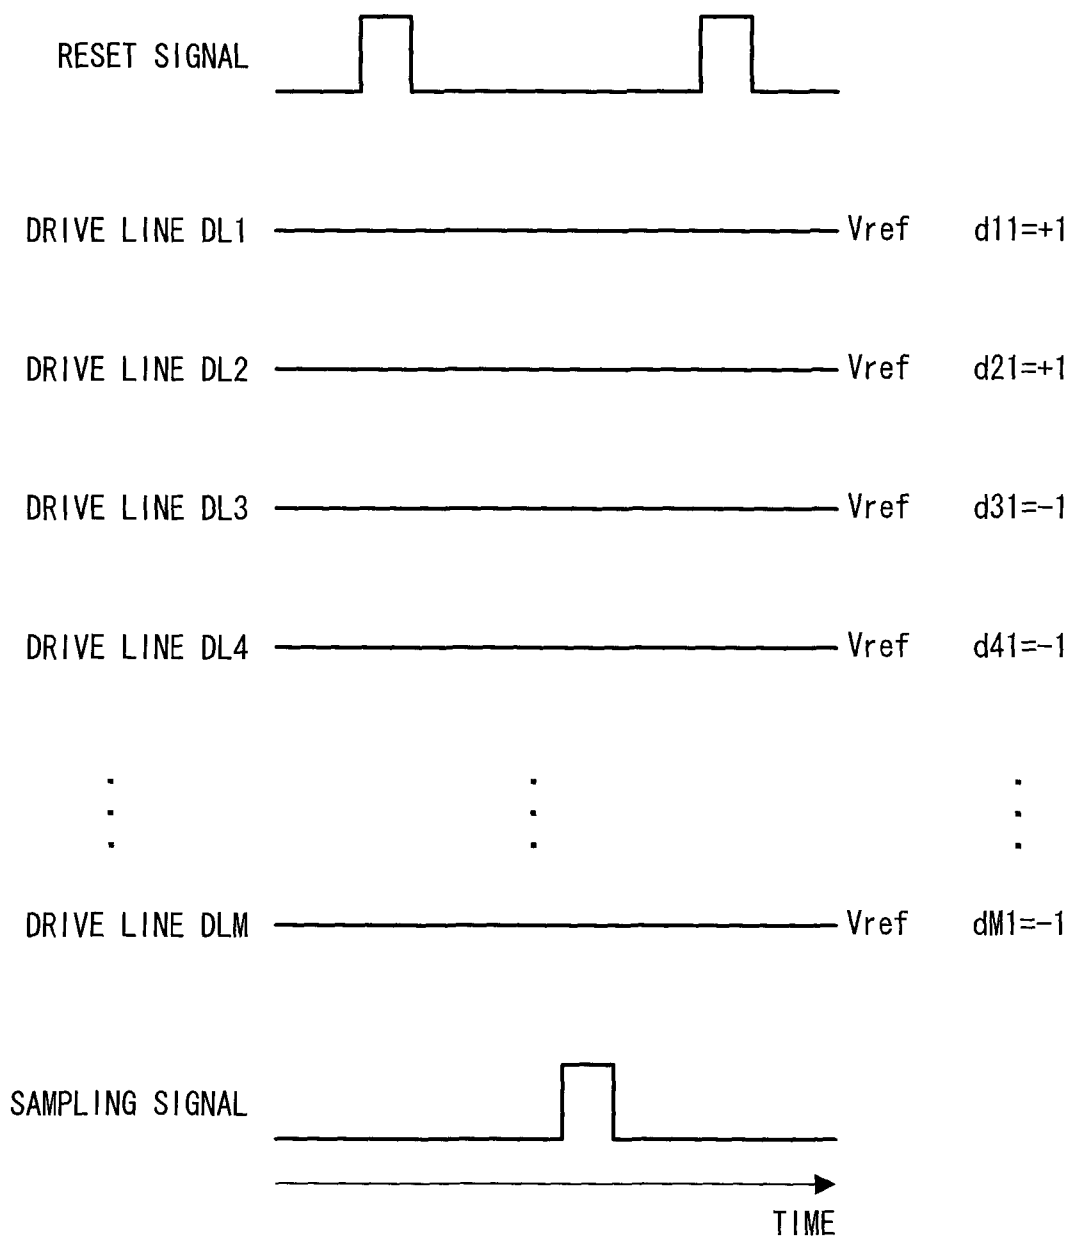 RESET SIGNAL
DRIVE LINE DL1 Vref d11=+1
DRIVE LINE DL2 Vref d21=+1
DRIVE LINE DL3 Vref d31=-1
DRIVE LINE DL4 Vref d41=-1
DRIVE LINE DLM Vref dM1=-1
SAMPLING SIGNAL
TIME